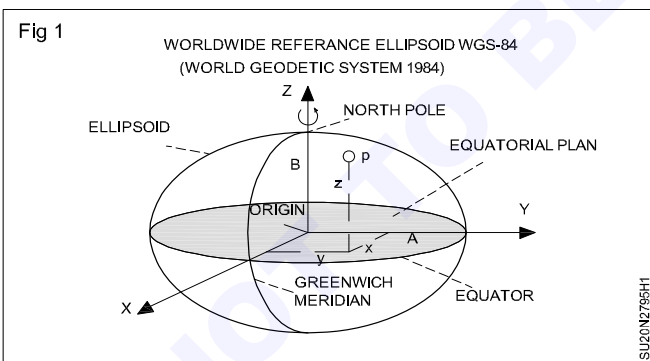 Fig 1
WORLDWIDE REFERANCE ELLIPSOID WGS-84
(WORLD GEODETIC SYSTEM 1984)
Z
NORTH POLE
ELLIPSOID
EQUATORIAL PLAN
p
B
z
ORIGIN
Y
A
x
y
GREENWICH
MERIDIAN
EQUATOR
X
SU20N2795H1